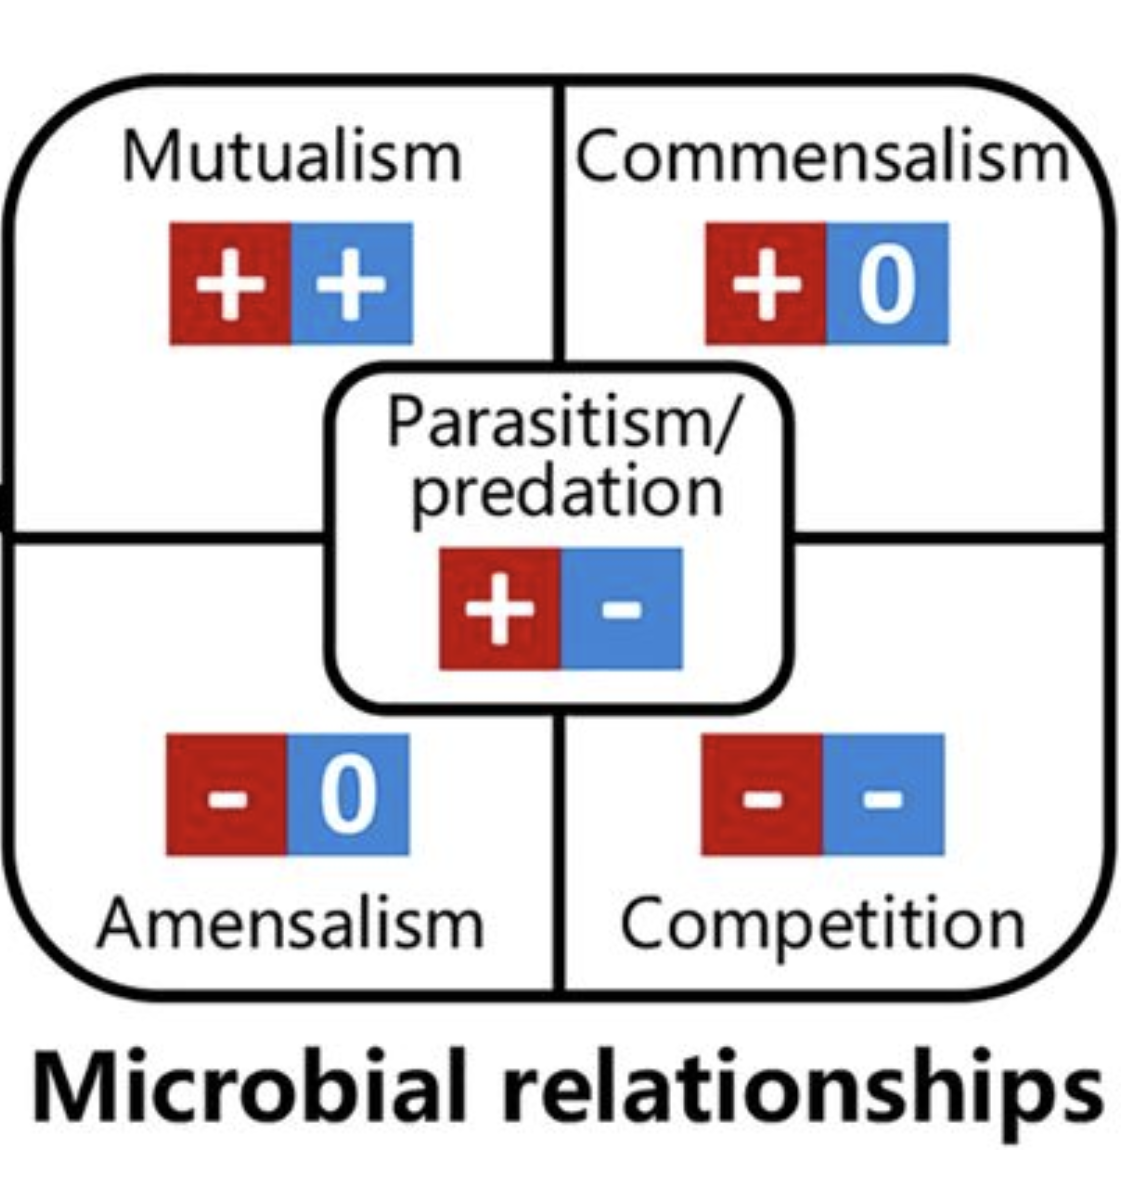 Mutualism
+ +
Commensalism
+ 0
Parasitism/
predation
+ -
- 0
Amensalism
- -
Competition
Microbial relationships